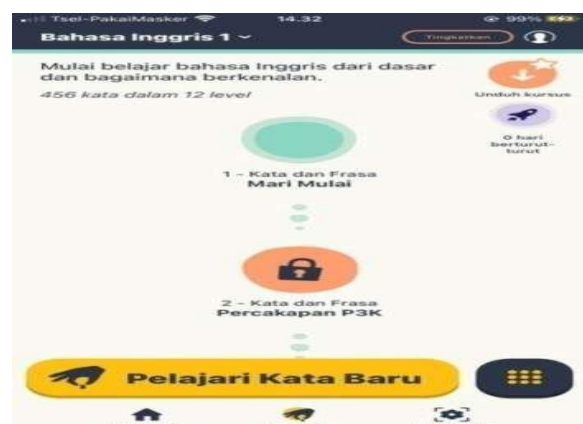 Tsel-PakaiMasker 14.32 99%
Bahasa Inggris 1
Tingkatkan
Mulai belajar bahasa Inggris dari dasar
dan bagaimana berkenalan.
456 kata dalam 12 level
Unduh kursus
0 hari
berturut-
turut
1 - Kata dan Frasa
Mari Mulai
2 - Kata dan Frasa
Percakapan P3K
Pelajari Kata Baru